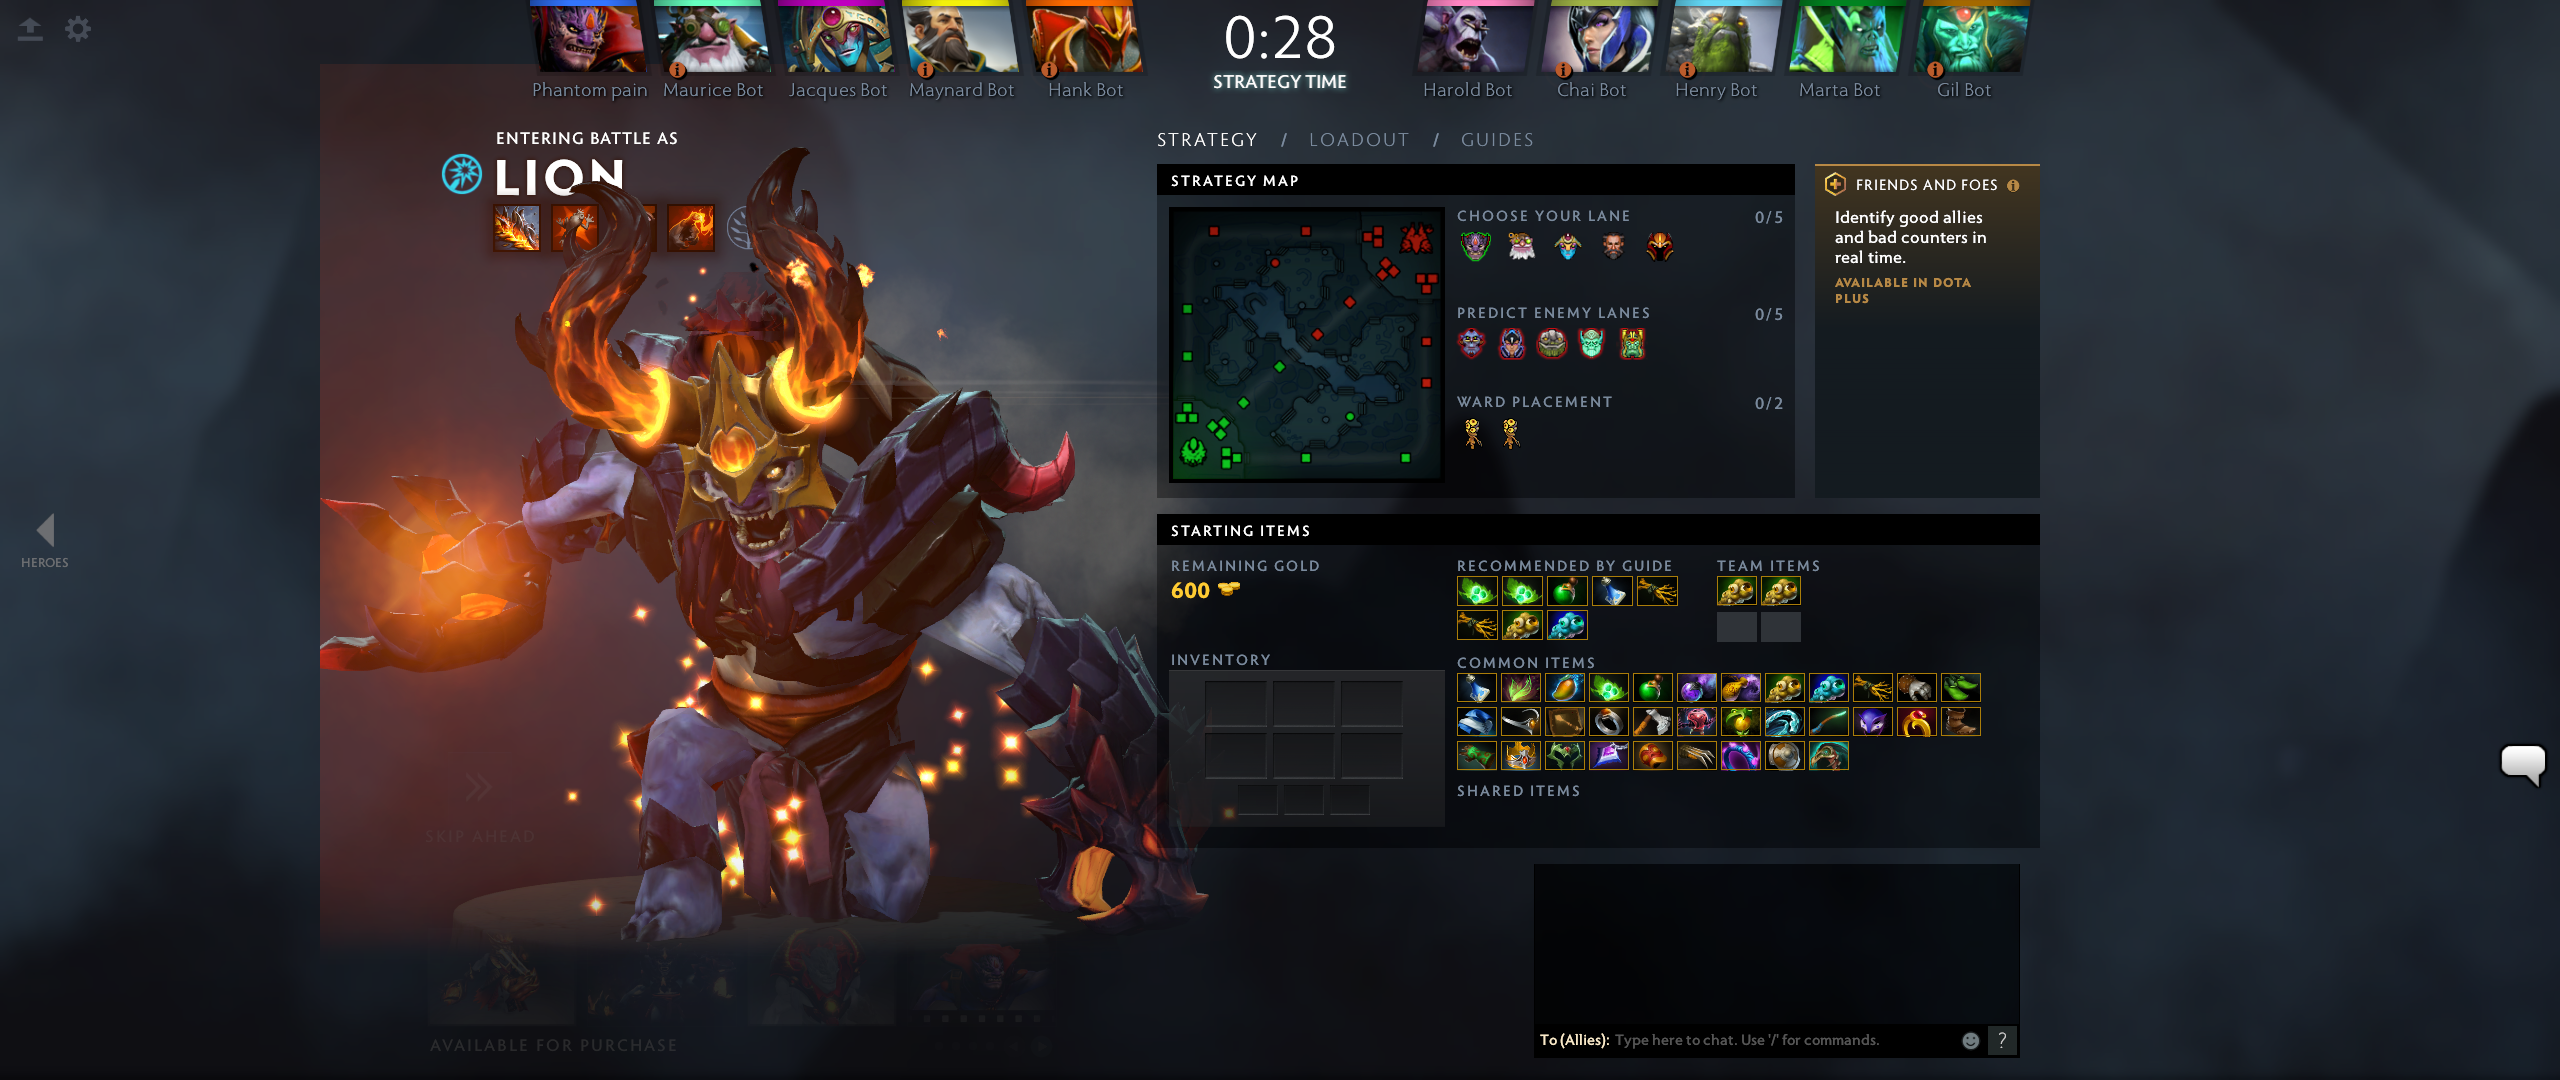 Phantom pain
Maurice Bot
Jacques Bot
Maynard Bot
Hank Bot
0:28
STRATEGY TIME
Harold Bot
Chai Bot
Henry Bot
Marta Bot
Gil Bot
ENTERING BATTLE AS
LION
STRATEGY / LOADOUT / GUIDES
STRATEGY MAP
CHOOSE YOUR LANE 0/5
PREDICT ENEMY LANES 0/5
WARD PLACEMENT 0/2
FRIENDS AND FOES
Identify good allies
and bad counters in
real time.
AVAILABLE IN DOTA
PLUS
HEROES
STARTING ITEMS
REMAINING GOLD
600
RECOMMENDED BY GUIDE
TEAM ITEMS
INVENTORY
COMMON ITEMS
SHARED ITEMS
SKIP AHEAD
AVAILABLE FOR PURCHASE
To (Allies): Type here to chat. Use '/' for commands.
?